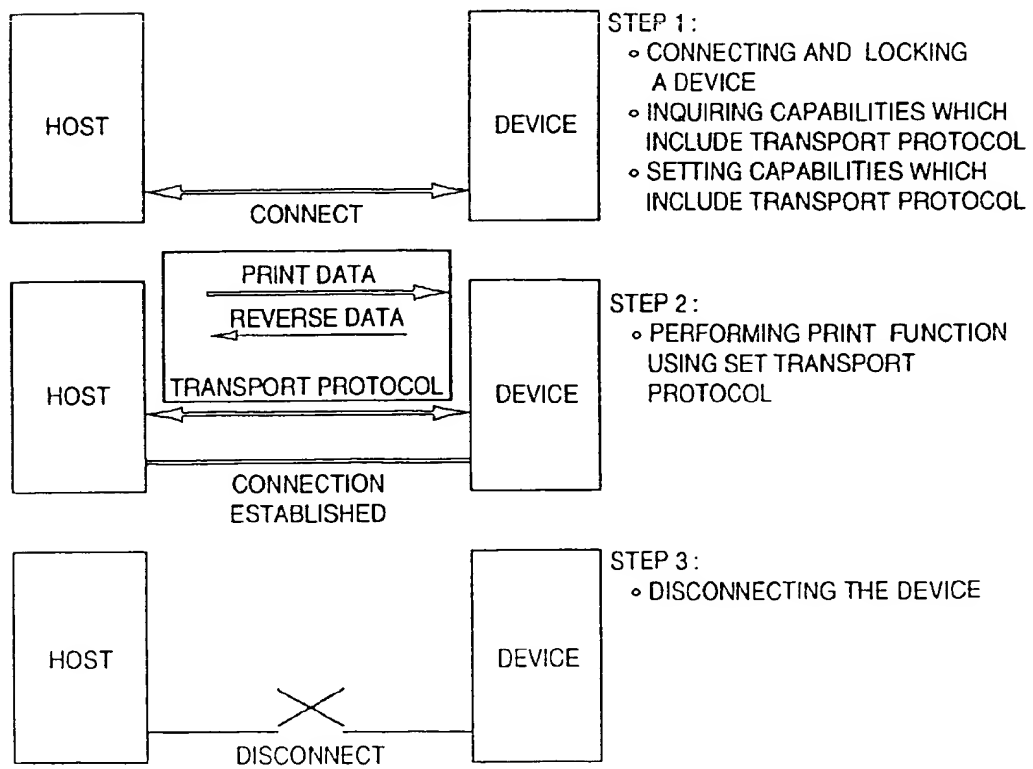 HOST
CONNECT
DEVICE
STEP 1:
∘ CONNECTING AND LOCKING
A DEVICE
∘ INQUIRING CAPABILITIES WHICH
INCLUDE TRANSPORT PROTOCOL
∘ SETTING CAPABILITIES WHICH
INCLUDE TRANSPORT PROTOCOL
HOST
PRINT DATA
REVERSE DATA
TRANSPORT PROTOCOL
CONNECTION
ESTABLISHED
DEVICE
STEP 2:
∘ PERFORMING PRINT FUNCTION
USING SET TRANSPORT
PROTOCOL
HOST
DISCONNECT
DEVICE
STEP 3:
∘ DISCONNECTING THE DEVICE